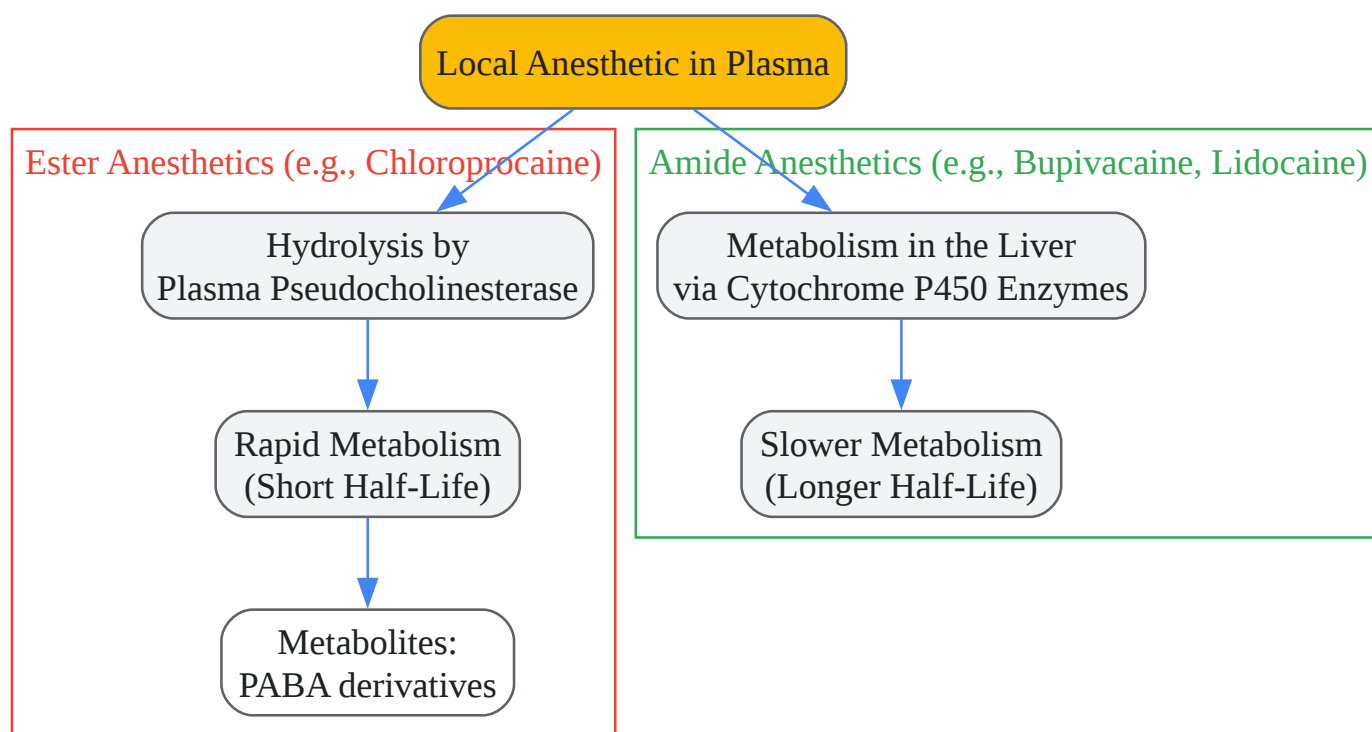 Local Anesthetic in Plasma
Ester Anesthetics (e.g., Chloroprocaine)
Hydrolysis by
Plasma Pseudocholinesterase
Rapid Metabolism
(Short Half-Life)
Metabolites:
PABA derivatives
Amide Anesthetics (e.g., Bupivacaine, Lidocaine)
Metabolism in the Liver
via Cytochrome P450 Enzymes
Slower Metabolism
(Longer Half-Life)